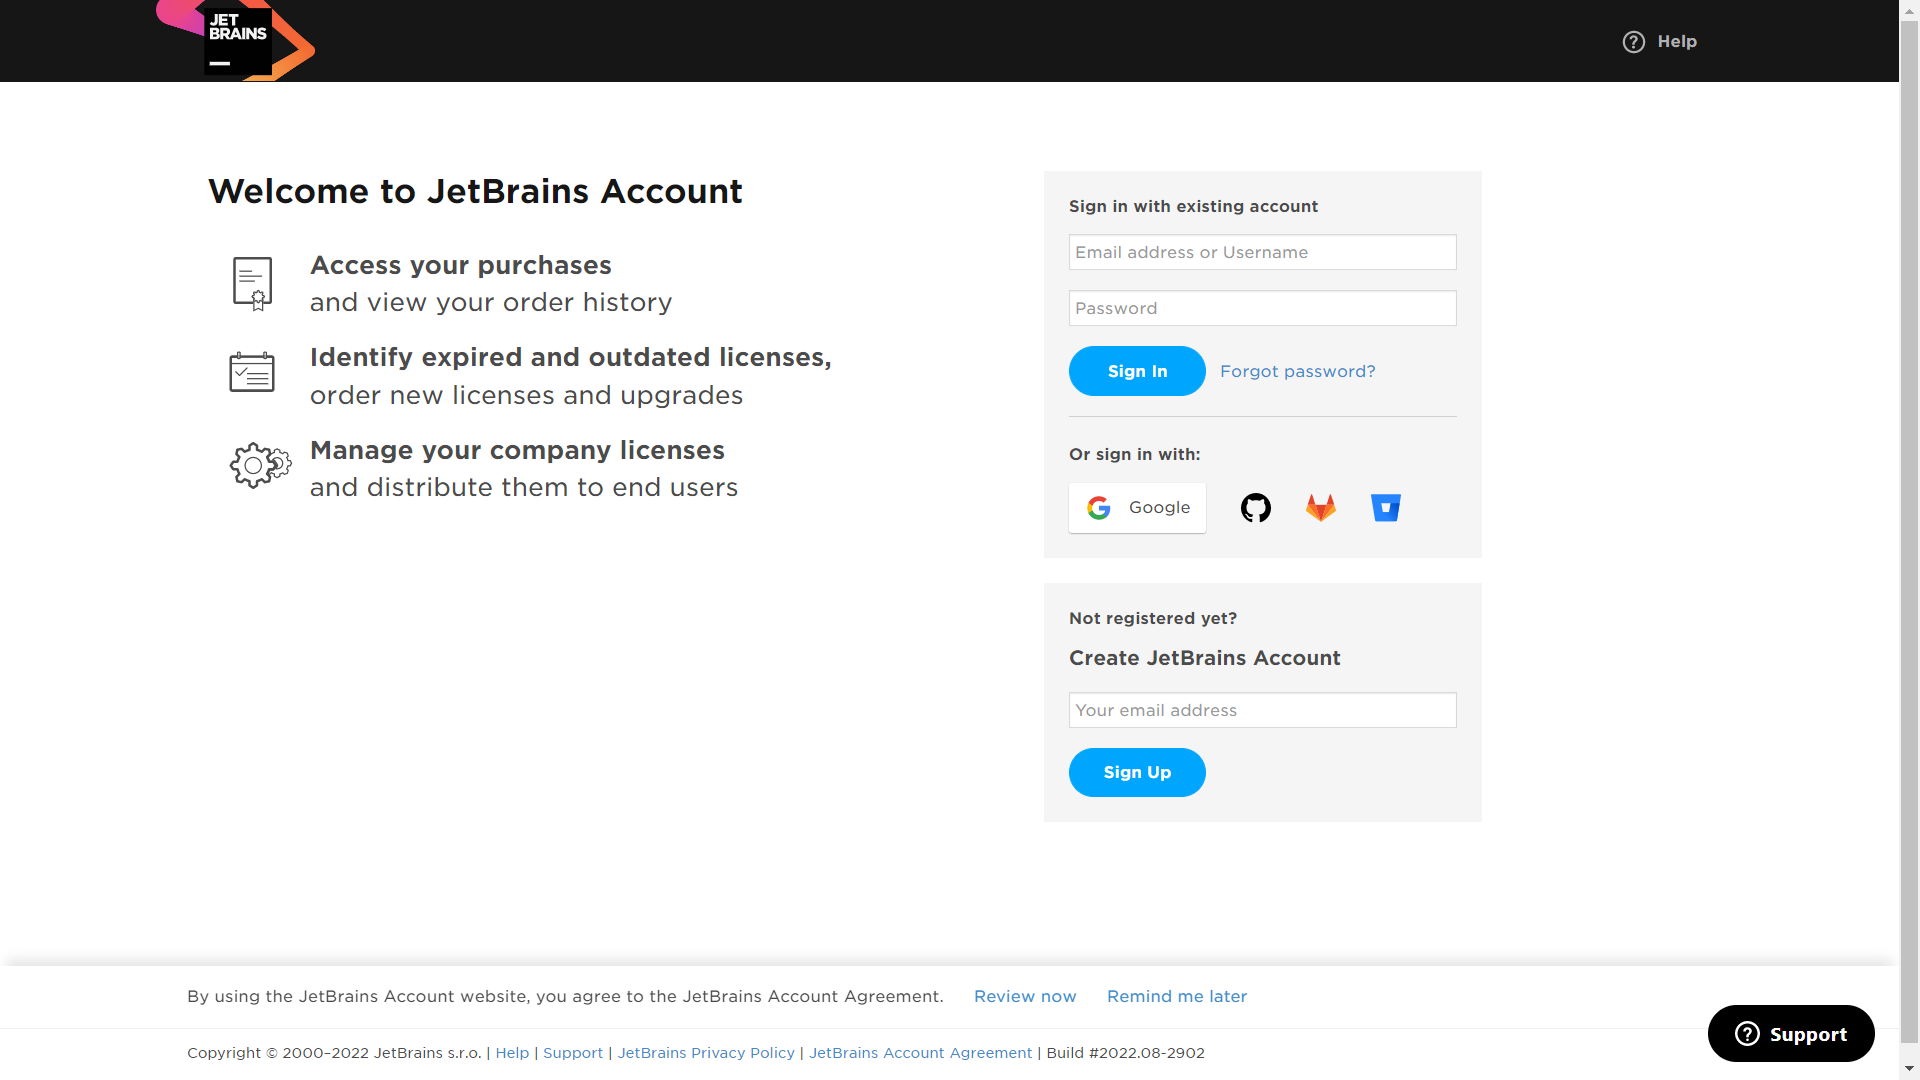 JET
BRAINS
Help
Welcome to JetBrains Account
Access your purchases
and view your order history
Identify expired and outdated licenses,
order new licenses and upgrades
Manage your company licenses
and distribute them to end users
Sign in with existing account
Email address or Username
Password
Sign In Forgot password?
Or sign in with:
Google
Not registered yet?
Create JetBrains Account
Your email address
Sign Up
By using the JetBrains Account website, you agree to the JetBrains Account Agreement. Review now Remind me later
Support
Copyright © 2000–2022 JetBrains s.r.o. | Help | Support | JetBrains Privacy Policy | JetBrains Account Agreement | Build #2022.08-2902